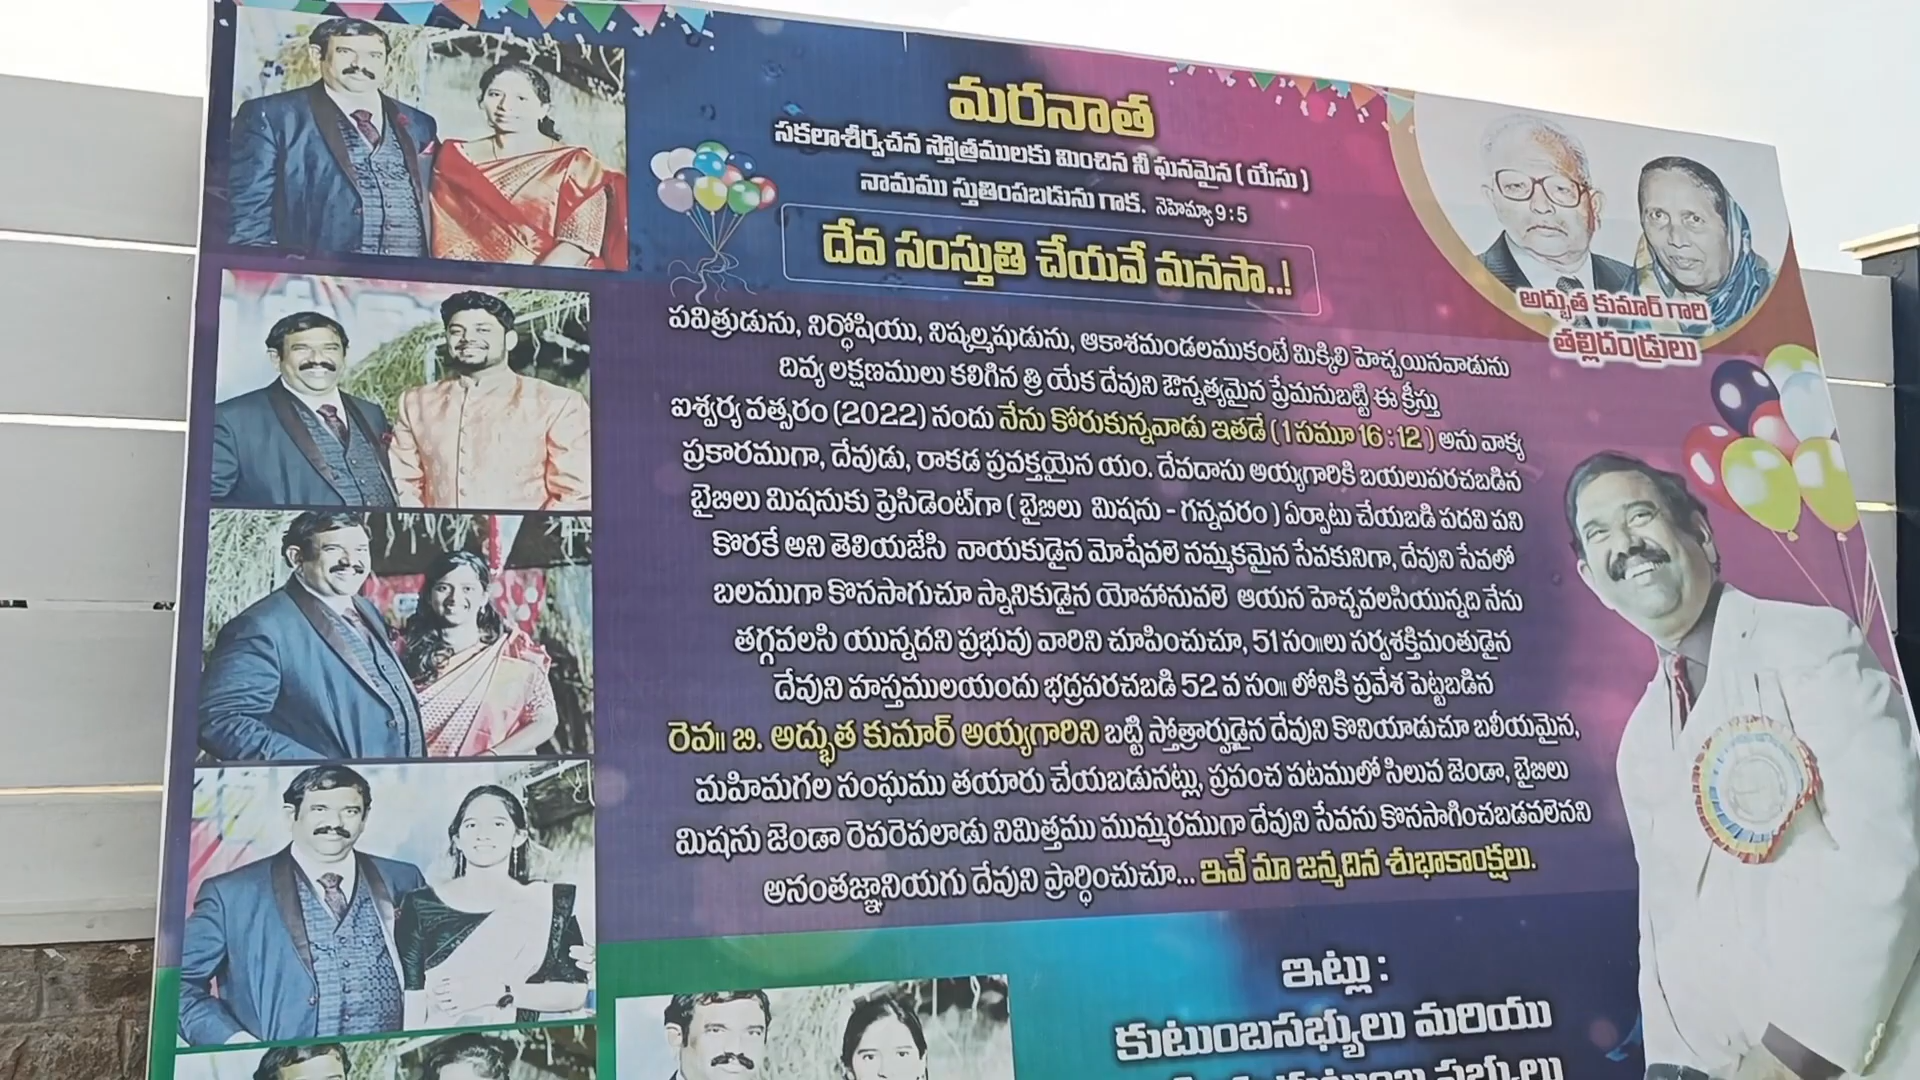 మరనాత
సకలాశీర్వచన స్తోత్రములకు మించిన నీ ఘనమైన ( యేసు )
నామము స్తుతింపబడును గాక. నెహెమ్యా 9 : 5
దేవ సంస్తుతి చేయవే మనసా..!
అద్భుత కుమార్ గారి
తల్లిదండ్రులు
పవిత్రుడును, నిర్ధోషియు, నిష్కల్మషుడును, ఆకాశమండలముకంటే మిక్కిలి హెచ్చయినవాడును
దివ్య లక్షణములు కలిగిన త్రి యేక దేవుని ఔన్నత్యమైన ప్రేమనుబట్టి ఈ క్రీస్తు
ఐశ్వర్య వత్సరం (2022) నందు నేను కోరుకున్నవాడు ఇతడే ( 1 సమూ 16 : 12 ) అను వాక్య
ప్రకారముగా, దేవుడు, రాకడ ప్రవక్తయైన యం. దేవదాసు అయ్యగారికి బయలుపరచబడిన
బైబిలు మిషనుకు ప్రెసిడెంట్‌గా ( బైబిలు మిషను - గన్నవరం ) ఏర్పాటు చేయబడి పదవి పని
కొరకే అని తెలియజేసి నాయకుడైన మోషేవలె నమ్మకమైన సేవకునిగా, దేవుని సేవలో
బలముగా కొనసాగుచూ స్నానికుడైన యోహానువలె ఆయన హెచ్చవలసియున్నది నేను
తగ్గవలసి యున్నదని ప్రభువు వారిని చూపించుచూ, 51 సం॥లు సర్వశక్తిమంతుడైన
దేవుని హస్తములయందు భద్రపరచబడి 52 వ సం॥ లోనికి ప్రవేశ పెట్టబడిన
రెవ॥ బి. అద్భుత కుమార్ అయ్యగారిని బట్టి స్తోత్రార్హుడైన దేవుని కొనియాడుచూ బలీయమైన,
మహిమగల సంఘము తయారు చేయబడునట్లు, ప్రపంచ పటములో సిలువ జెండా, బైబిలు
మిషను జెండా రెపరెపలాడు నిమిత్తము ముమ్మరముగా దేవుని సేవను కొనసాగించబడవలెనని
అనంతజ్ఞానియగు దేవుని ప్రార్ధించుచూ... ఇవే మా జన్మదిన శుభాకాంక్షలు.
ఇట్లు :
కుటుంబసభ్యులు మరియు